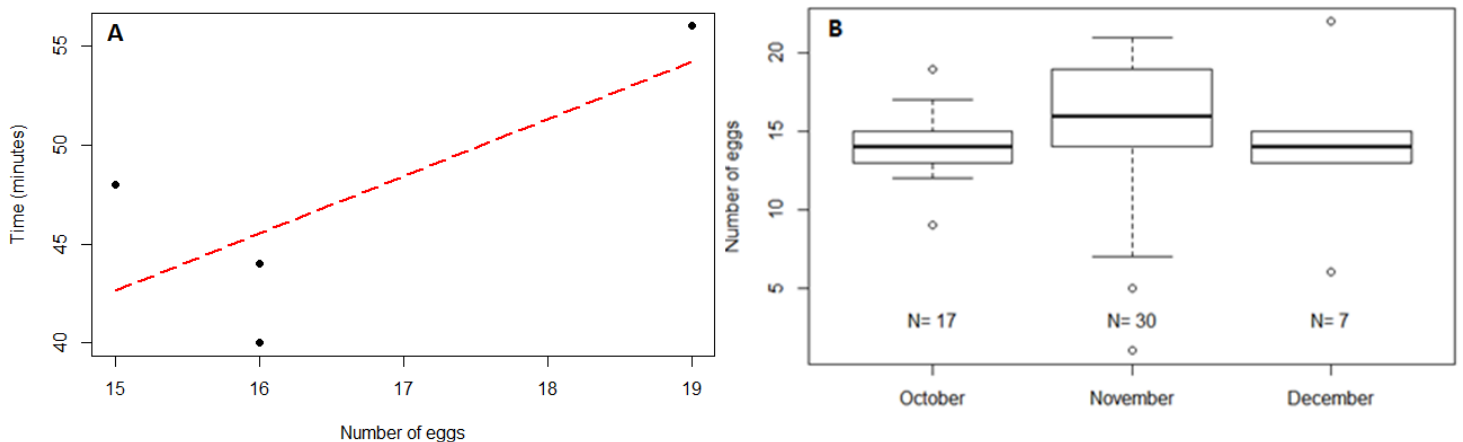 A
Time (minutes)
55
50
45
40
15 16 17 18 19
Number of eggs
B
Number of eggs
20
15
10
5
N= 17 N= 30 N= 7
October November December